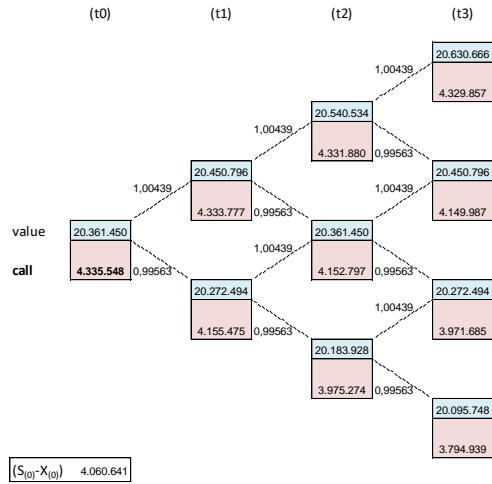 (t0) (t1) (t2) (t3)
20.630.666
1,00439
4.329.857
20.540.534
1,00439
4.331.880 0,99563
20.450.796 20.450.796
1,00439 1,00439
4.333.777 0,99563 4.149.987
value 20.361.450 20.361.450
1,00439
call 4.335.548 0,99563 4.152.797 0,99563
20.272.494 20.272.494
1,00439
4.155.475 0,99563 3.971.685
20.183.928
3.975.274 0,99563
20.095.748
3.794.939
(S(0)-X(0)) 4.060.641